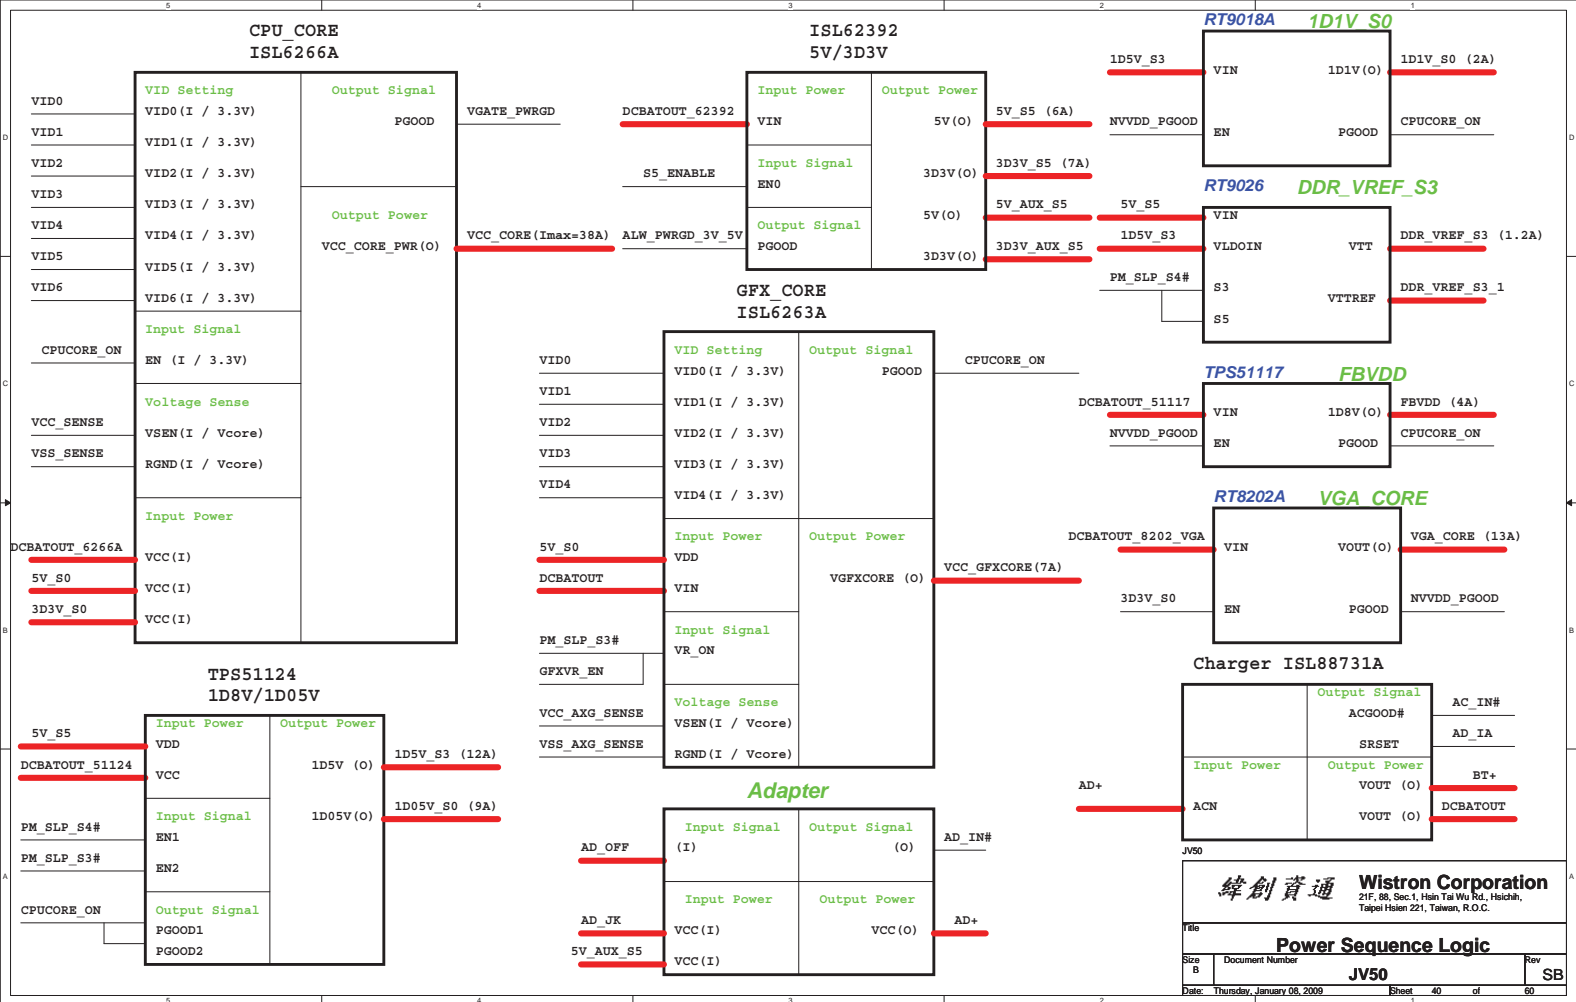 5 4 3 2 1
D
C
B
A
CPU_CORE
ISL6266A
VID0
VID1
VID2
VID3
VID4
VID5
VID6
CPUCORE_ON
VCC_SENSE
VSS_SENSE
DCBATOUT_6266A
5V_S0
3D3V_S0
VID Setting
VID0(I / 3.3V)
VID1(I / 3.3V)
VID2(I / 3.3V)
VID3(I / 3.3V)
VID4(I / 3.3V)
VID5(I / 3.3V)
VID6(I / 3.3V)
Input Signal
EN (I / 3.3V)
Voltage Sense
VSEN(I / Vcore)
RGND(I / Vcore)
Input Power
VCC(I)
VCC(I)
VCC(I)
Output Signal
PGOOD
Output Power
VCC_CORE_PWR(O)
VGATE_PWRGD
VCC_CORE(Imax=38A)
TPS51124
1D8V/1D05V
5V_S5
DCBATOUT_51124
PM_SLP_S4#
PM_SLP_S3#
CPUCORE_ON
Input Power
VDD
VCC
Input Signal
EN1
EN2
Output Signal
PGOOD1
PGOOD2
Output Power
1D5V (O)
1D05V(O)
1D5V_S3 (12A)
1D05V_S0 (9A)
ISL62392
5V/3D3V
DCBATOUT_62392
S5_ENABLE
ALW_PWRGD_3V_5V
Input Power
VIN
Input Signal
EN0
Output Signal
PGOOD
Output Power
5V(O)
3D3V(O)
5V(O)
3D3V(O)
5V_S5 (6A)
3D3V_S5 (7A)
5V_AUX_S5
3D3V_AUX_S5
GFX_CORE
ISL6263A
VID0
VID1
VID2
VID3
VID4
5V_S0
DCBATOUT
PM_SLP_S3#
GFXVR_EN
VCC_AXG_SENSE
VSS_AXG_SENSE
VID Setting
VID0(I / 3.3V)
VID1(I / 3.3V)
VID2(I / 3.3V)
VID3(I / 3.3V)
VID4(I / 3.3V)
Input Power
VDD
VIN
Input Signal
VR_ON
Voltage Sense
VSEN(I / Vcore)
RGND(I / Vcore)
Output Signal
PGOOD
Output Power
VGFXCORE (O)
CPUCORE_ON
VCC_GFXCORE(7A)
Adapter
AD_OFF
AD_JK
5V_AUX_S5
Input Signal
(I)
Input Power
VCC(I)
VCC(I)
Output Signal
(O)
Output Power
VCC(O)
AD_IN#
AD+
RT9018A 1D1V_S0
1D5V_S3
NVVDD_PGOOD
VIN
EN
1D1V(O)
PGOOD
1D1V_S0 (2A)
CPUCORE_ON
RT9026 DDR_VREF_S3
5V_S5
1D5V_S3
PM_SLP_S4#
VIN
VLDOIN
S3
S5
VTT
VTTREF
DDR_VREF_S3 (1.2A)
DDR_VREF_S3_1
TPS51117 FBVDD
DCBATOUT_51117
NVVDD_PGOOD
VIN
EN
1D8V(O)
PGOOD
FBVDD (4A)
CPUCORE_ON
RT8202A VGA_CORE
DCBATOUT_8202_VGA
3D3V_S0
VIN
EN
VOUT(O)
PGOOD
VGA_CORE (13A)
NVVDD_PGOOD
Charger ISL88731A
AD+
Input Power
ACN
Output Signal
ACGOOD#
SRSET
Output Power
VOUT (O)
VOUT (O)
AC_IN#
AD_IA
BT+
DCBATOUT
JV50
緯創資通 Wistron Corporation
21F, 88, Sec.1, Hsin Tai Wu Rd., Hsichih,
Taipei Hsien 221, Taiwan, R.O.C.
Title
Power Sequence Logic
Size Document Number Rev
B JV50 SB
Date: Thursday, January 08, 2009 Sheet 40 of 60
D
C
B
A
5 4 3 2 1